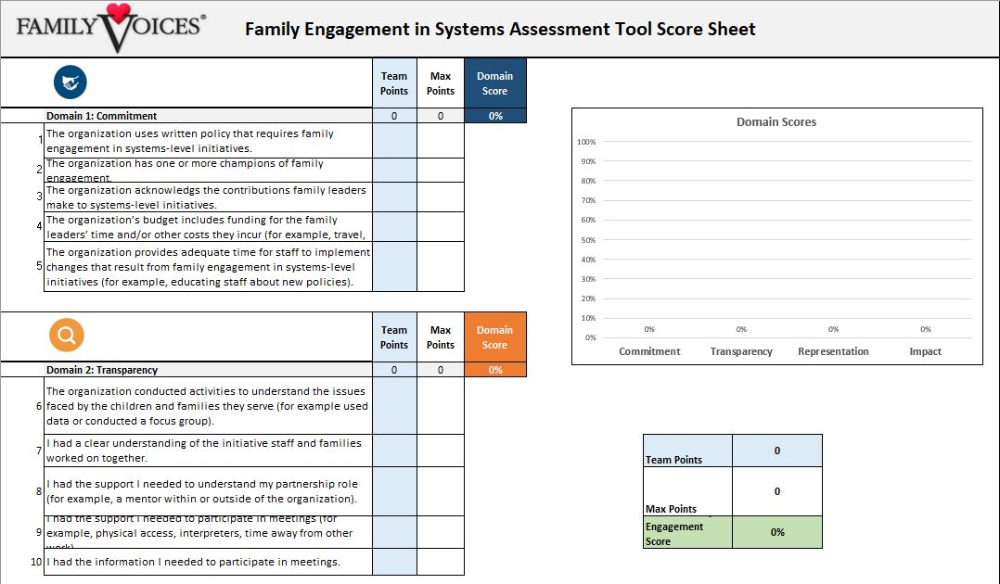 FAMILY VOICES®
Family Engagement in Systems Assessment Tool Score Sheet
Team Points
Max Points
Domain Score
Domain 1: Commitment 0 0 0%
1 The organization uses written policy that requires family
engagement in systems-level initiatives.
2 The organization has one or more champions of family
engagement.
3 The organization acknowledgs the contributions family leaders
make to systems-level initiatives.
4 The organization's budget includes funding for the family
leaders' time and/or other costs they incur (for example, travel,
5 The organization provides adequate time for staff to implement
changes that result from family engagement in systems-level
initiatives (for example, educating staff about new policies).
Team Points
Max Points
Domain Score
Domain 2: Transparency 0 0 0%
6 The organization conducted activities to understand the issues
faced by the children and families they serve (for example used
data or conducted a focus group).
7 I had a clear understanding of the initiative staff and families
worked on together.
8 I had the support I needed to understand my partnership role
(for example, a mentor within or outside of the organization).
9 I had the support I needed to participate in meetings (for
example, physical access, interpreters, time away from other
work).
10 I had the information I needed to participate in meetings.
Domain Scores
100%
90%
80%
70%
60%
50%
40%
30%
20%
10%
0%
0% 0% 0% 0%
Commitment Transparency Representation Impact
Team Points 0
Max Points 0
Engagement Score 0%